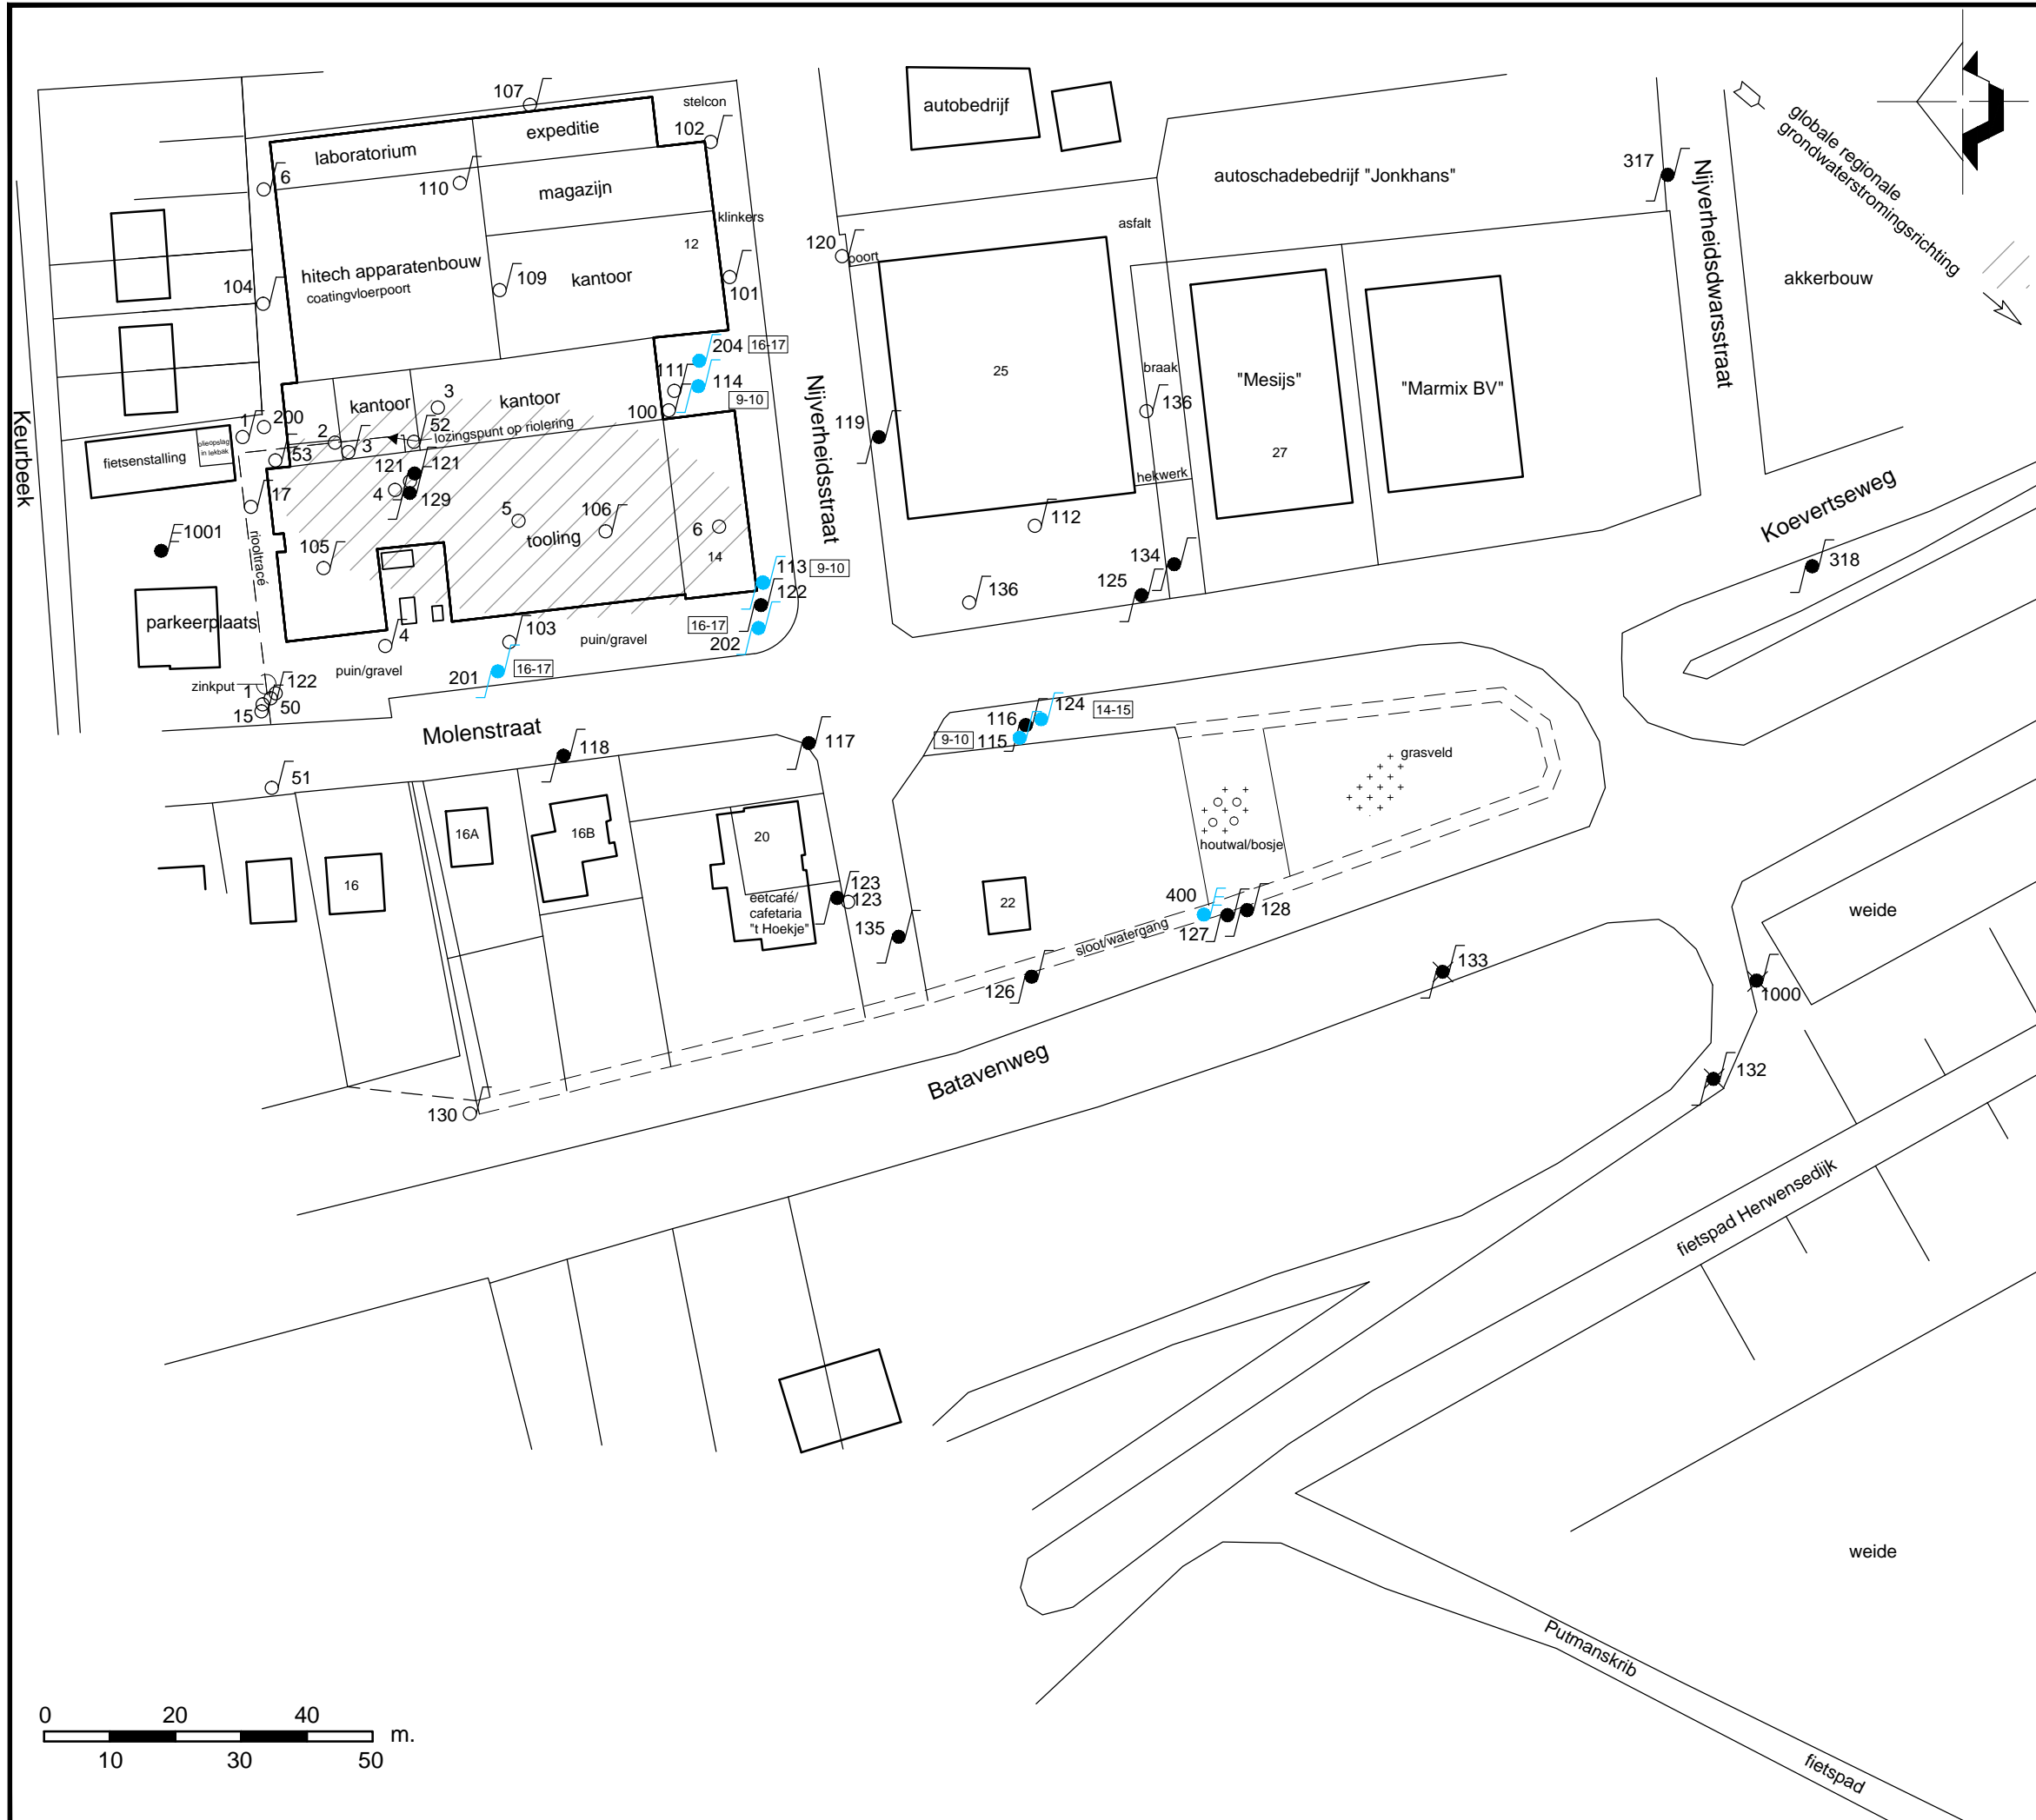 107
stelcon
expeditie
102
laboratorium
6
110
magazijn
klinkers
12
104
hitech apparatenbouw
coatingvloerpoort
109
kantoor
101
autobedrijf
autoschadebedrijf "Jonkhans"
317
Nijverheidsdwarsstraat
globale regionale
grondwaterstromingsrichting
akkerbouw
120
poort
asfalt
25
braak
136
"Mesijs"
27
"Marmix BV"
119
hekwerk
112
134
125
136
Koevertseweg
318
Keurbeek
204
16-17
111
114
9-10
100
Nijverheidsstraat
kantoor
kantoor
3
1
200
2
3
52
lozingspunt op riolering
olieopslag
in lekbak
fietsenstalling
53
121
121
4
129
17
5
106
6
tooling
14
1001
riooltracé
105
113
9-10
122
16-17
202
parkeerplaats
4
103
puin/gravel
puin/gravel
201
16-17
zinkput
1
122
50
15
Molenstraat
118
117
51
116
124
14-15
9-10
115
grasveld
houtwal/bosje
16
16A
16B
20
eetcafé/
cafetaria
"t Hoekje"
123
123
135
22
400
127
128
sloot/watergang
126
133
1000
132
weide
130
Batavenweg
fietspad Herwensedijk
weide
Putmanskrib
fietspad
0
20
40
m.
10
30
50